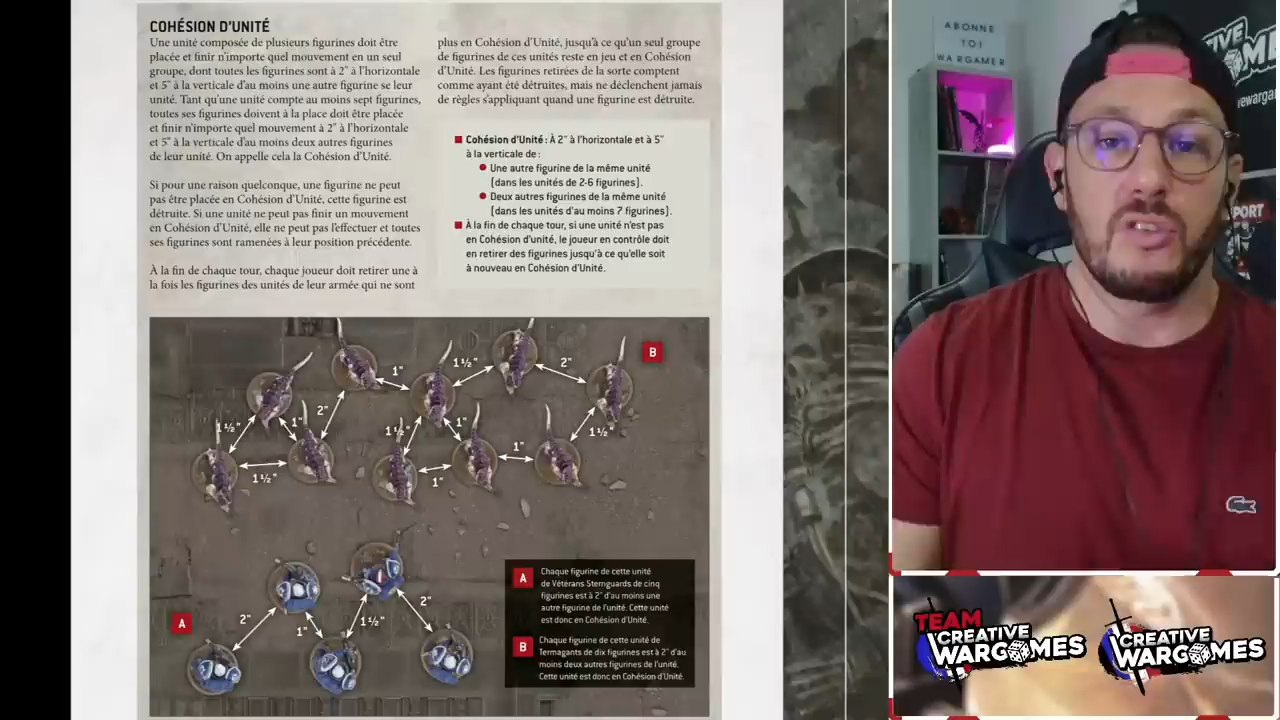 COHÉSION D'UNITÉ
Une unité composée de plusieurs figurines doit être
placée et finir n'importe quel mouvement en un seul
groupe, dont toutes les figurines sont à 2" à l'horizontale
et 5" à la verticale d'au moins une autre figurine se leur
unité. Tant qu'une unité compte au moins sept figurines,
toutes ses figurines doivent à la place doit être placée
et finir n'importe quel mouvement à 2" à l'horizontale
et 5" à la verticale d'au moins deux autres figurines
de leur unité. On appelle cela la Cohésion d'Unité.
Si pour une raison quelconque, une figurine ne peut
pas être placée en Cohésion d'Unité, cette figurine est
détruite. Si une unité ne peut pas finir un mouvement
en Cohésion d'Unité, elle ne peut pas l'effectuer et toutes
ses figurines sont ramenées à leur position précédente.
À la fin de chaque tour, chaque joueur doit retirer une à
la fois les figurines des unités de leur armée qui ne sont
plus en Cohésion d'Unité, jusqu'à ce qu'un seul groupe
de figurines de ces unités reste en jeu et en Cohésion
d'Unité. Les figurines retirées de la sorte comptent
comme ayant été détruites, mais ne déclenchent jamais
de règles s'appliquant quand une figurine est détruite.
Cohésion d'Unité : À 2" à l'horizontale et à 5"
à la verticale de :
Une autre figurine de la même unité
(dans les unités de 2-6 figurines).
Deux autres figurines de la même unité
(dans les unités d'au moins 7 figurines).
À la fin de chaque tour, si une unité n'est pas
en Cohésion d'unité, le joueur en contrôle doit
en retirer des figurines jusqu'à ce qu'elle soit
à nouveau en Cohésion d'Unité.
B
1"
1½"
2"
2"
1½"
1"
1½"
1"
1½"
1½"
1"
1"
A
2"
1"
1½"
2"
A
Chaque figurine de cette unité
de Vétérans Sternguards de cinq
figurines est à 2" d'au moins une
autre figurine de l'unité. Cette unité
est donc en Cohésion d'Unité.
B
Chaque figurine de cette unité de
Termagants de dix figurines est à 2" d'au
moins deux autres figurines de l'unité.
Cette unité est donc en Cohésion d'Unité.
ABONNE
TOI
WARGAMER
TEAM
CREATIVE
WARGAMES
CREATIVE
WARGAMES